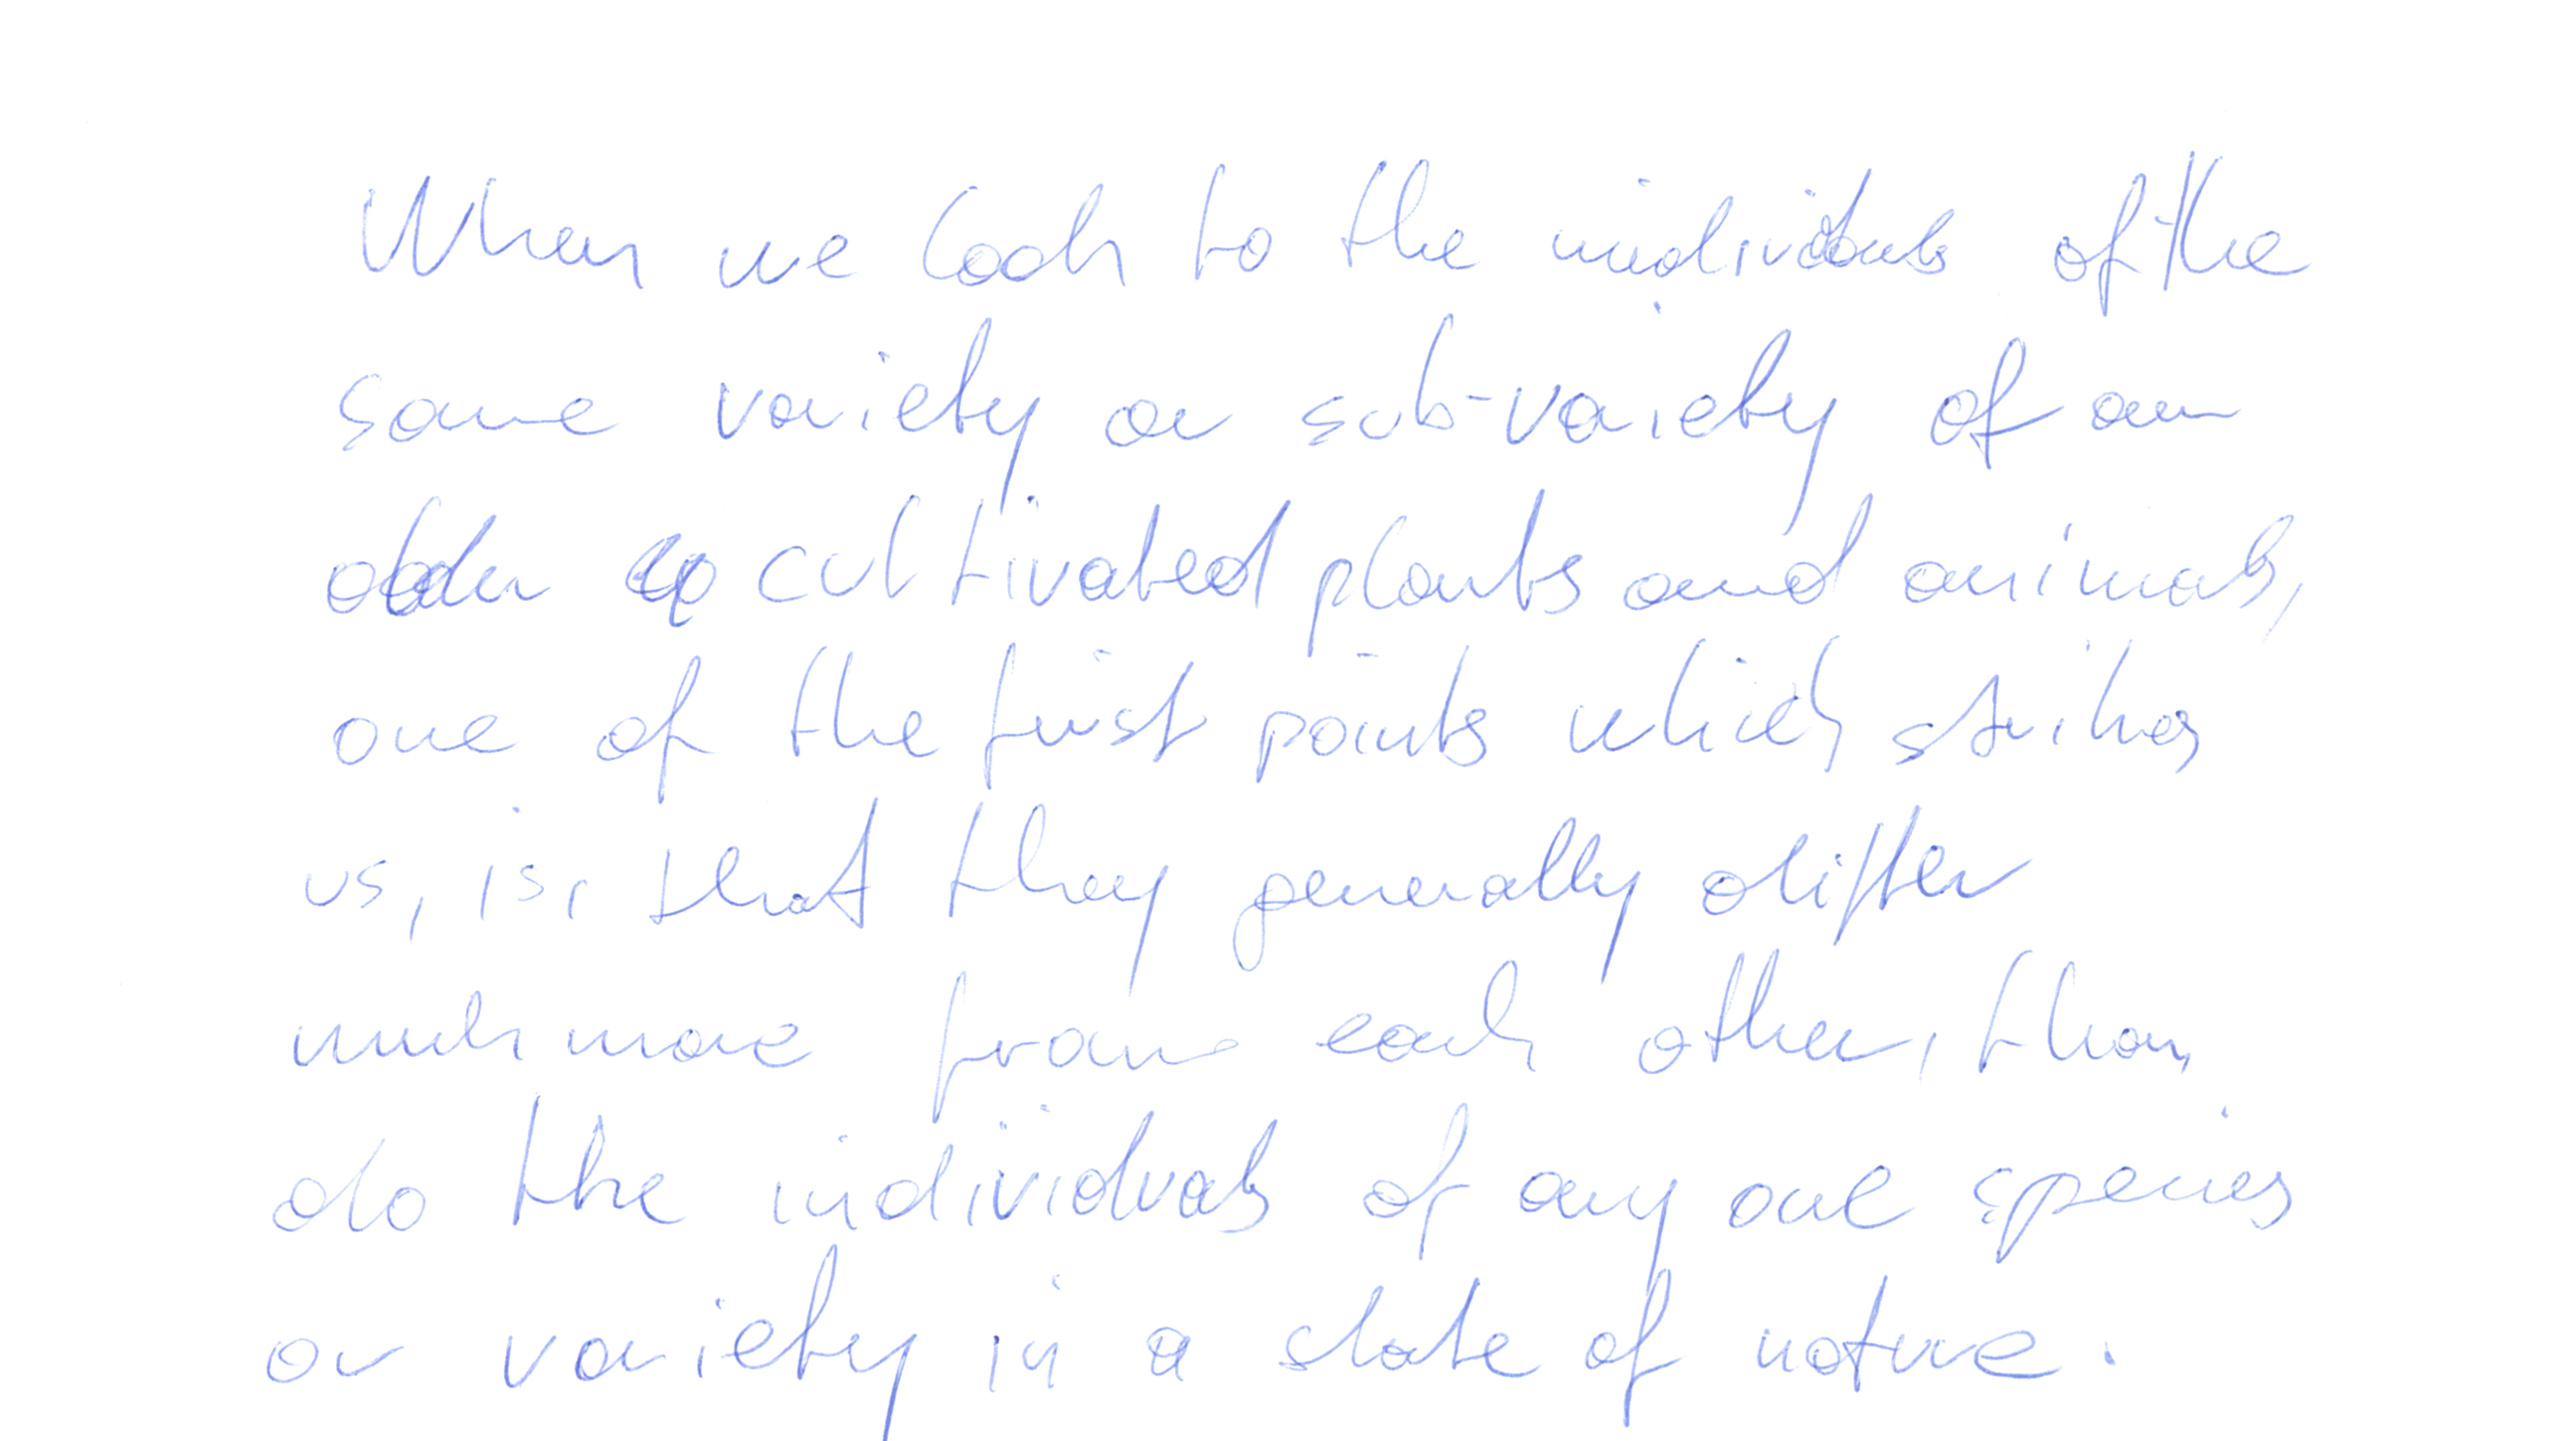 When we look to the individuals of the
same variety or sub-variety of our
older cultivated plants and animals,
one of the first points which strikes
us, is, that they generally differ
much more from each other, than
do the individuals of any one species
or variety in a state of nature.